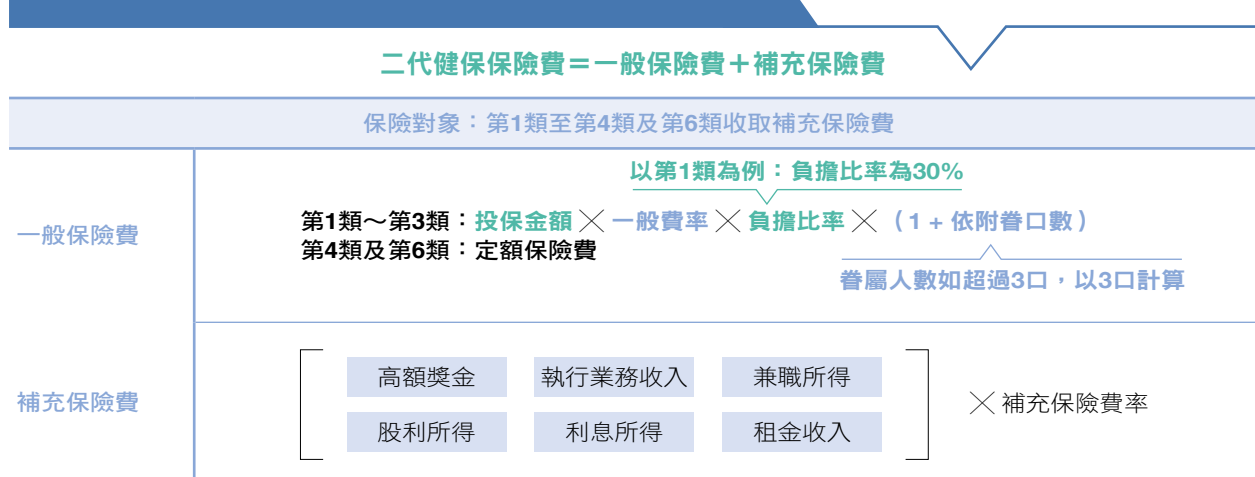 二代健保保險費＝一般保險費＋補充保險費
保險對象：第1類至第4類及第6類收取補充保險費
以第1類為例：負擔比率為30%
一般保險費
第1類～第3類：投保金額×一般費率×負擔比率×（1 + 依附眷口數）
第4類及第6類：定額保險費
眷屬人數如超過3口，以3口計算
補充保險費
高額獎金 執行業務收入 兼職所得
×補充保險費率
股利所得 利息所得 租金收入